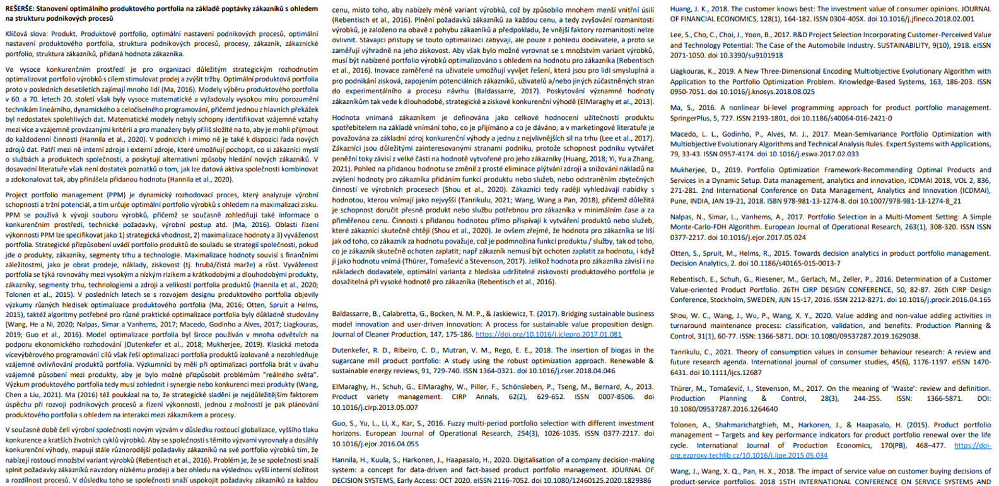 REŠERŠE: Stanovení optimálního produktového portfolia na základě poptávky zákazníků s ohledem
na strukturu podnikových procesů
Klíčová slova: Produkt, Produktové portfolio, optimální nastavení podnikových procesů, optimální
nastavení produktového portfolia, struktura podnikových procesů, procesy, zákazník, zákaznické
portfolio, struktura zákazníků, přidaná hodnota zákazníka.
Ve vysoce konkurenčním prostředí je pro organizaci důležitým strategickým rozhodnutím
optimalizovat portfolio výrobků s cílem stimulovat prodej a zvýšit tržby. Optimální produktová portfolia
proto v posledních desetiletích zajímají mnoho lidí (Ma, 2016). Modely výběru produktového portfolia
v 60. a 70. letech 20. století však byly vysoce matematické a vyžadovaly vysokou míru porozumění
technikám lineárního, dynamického a celočíselného programování, přičemž jednou z hlavních překážek
byl nedostatek spolehlivých dat. Matematické modely nebyly schopny identifikovat vzájemné vztahy
mezi více a vzájemně provázanými kritérii a pro manažery byly příliš složité na to, aby je mohli přijmout
do každodenní činnosti (Hannila et al., 2020). V podnicích i mimo ně je také k dispozici řada nových
zdrojů dat. Patří mezi ně interní zdroje i externí zdroje, které umožňují pochopit, co si zákazníci myslí
o službách a produktech společnosti, a poskytují alternativní způsoby hledání nových zákazníků. V
dosavadní literatuře však není dostatek poznatků o tom, jak lze datová aktiva společnosti kombinovat
a zdokonalovat tak, aby přinášela přidanou hodnotu (Hannila et al., 2020).
Project portfolio management (PPM) je dynamický rozhodovací proces, který analyzuje výrobní
schopnosti a tržní potenciál, a tím určuje optimální portfolio výrobků s ohledem na maximalizaci zisku.
PPM se používá k vývoji souboru výrobků, přičemž se současně zohledňují také informace o
konkurenčním prostředí, technické požadavky, výrobní postup atd. (Ma, 2016). Oblasti řízení
výkonnosti PPM lze specifikovat jako 1) strategická vhodnost, 2) maximalizace hodnoty a 3) vyváženost
portfolia. Strategické přizpůsobení uvádí portfolio produktů do souladu se strategií společnosti, pokud
jde o produkty, zákazníky, segmenty trhu a technologie. Maximalizace hodnoty souvisí s finančními
záležitostmi, jako je obrat prodeje, náklady, ziskovost (tj. hrubá/čistá marže) a růst. Vyváženost
portfolia se týká rovnováhy mezi vysokým a nízkým rizikem a krátkodobými a dlouhodobými produkty,
zákazníky, segmenty trhu, technologiemi a zdroji a velikostí portfolia produktů (Hannila et al., 2020;
Tolonen et al., 2015). V posledních letech se s rozvojem designu produktového portfolia objevily
výzkumy různých hledisek optimalizace produktového portfolia (Ma, 2016; Otten, Spruit a Helms,
2015), taktéž algoritmy potřebné pro různé praktické optimalizace portfolia byly důkladně studovány
(Wang, He a Ni, 2020; Nalpas, Simar a Vanhems, 2017; Macedo, Godinho a Alves, 2017; Liagkouras,
2019; Guo et al., 2016). Model optimalizace portfolia byl široce používán v mnoha odvětvích na
podporu ekonomického rozhodování (Dutenkefer et al., 2018; Mukherjee, 2019). Klasická metoda
vícevýběrového programování cílů však řeší optimalizaci portfolia produktů izolovaně a nezohledňuje
vzájemné ovlivňování produktů portfolia. Výzkumníci by měli při optimalizaci portfolia brát v úvahu
vzájemné působení mezi produkty, aby je bylo možné přizpůsobit problémům "reálného světa".
Výzkum produktového portfolia tedy musí zohlednit i synergie nebo konkurenci mezi produkty (Wang,
Chen a Liu, 2021). Ma (2016) též poukázal na to, že strategické sladění je nejdůležitějším faktorem
úspěchu při rozvoji podnikových procesů a řízení výkonnosti, jednou z možností je pak plánování
produktového portfolia s ohledem na interakci mezi zákazníkem a procesy.
V současné době čelí výrobní společnosti novým výzvám v důsledku rostoucí globalizace, vyššího tlaku
konkurence a kratších životních cyklů výrobků. Aby se společnosti s těmito výzvami vyrovnaly a dosáhly
konkurenční výhody, mapují stále různorodější požadavky zákazníků na své portfolio výrobků tím, že
nabízejí rostoucí množství variant výrobků (Rebentisch et al., 2016). Problém je, že se společnosti snaží
splnit požadavky zákazníků navzdory nízkému prodeji a bez ohledu na výslednou vyšší interní složitost
a rozdílnost procesů. V důsledku toho se společnosti snaží uspokojit požadavky zákazníků za každou
cenu, místo toho, aby nabízely méně variant výrobků, což by způsobilo mnohem menší vnitřní úsilí
(Rebentisch et al., 2016). Plnění požadavků zákazníků za každou cenu, a tedy zvyšování rozmanitosti
výrobků, je založeno na obavě z pohybu zákazníků a předpokladu, že vnější faktory rozmanitosti nelze
ovlivnit. Stávající přístupy se touto optimalizací zabývají, ale pouze z pohledu dodavatele, a proto se
zaměřují výhradně na jeho ziskovost. Aby však bylo možné vyrovnat se s množstvím variant výrobků,
musí být nabízené portfolio výrobků optimalizováno s ohledem na hodnotu pro zákazníka (Rebentisch
et al., 2016). Inovace zaměřené na uživatele umožňují vyvíjet řešení, která jsou pro lidi smysluplná a
pro podnikání zisková, zapojením potenciálních zákazníků, uživatelů a/nebo jiných zúčastněných stran
do experimentálního a procesu návrhu (Baldassarre, 2017). Poskytování významné hodnoty
zákazníkům tak vede k dlouhodobé, strategické a ziskové konkurenční výhodě (ElMaraghy et al., 2013).
Hodnota vnímaná zákazníkem je definována jako celkové hodnocení užitečnosti produktu
spotřebitelem na základě vnímání toho, co je přijímáno a co je dáváno, a v marketingové literatuře je
považována za základní zdroj konkurenční výhody a jednu z nejvlivnějších sil na trhu (Lee et al., 2017).
Zákazníci jsou důležitými zainteresovanými stranami podniku, protože schopnost podniku vytvářet
peněžní toky závisí z velké části na hodnotě vytvořené pro jeho zákazníky (Huang, 2018; Yi, Yu a Zhang,
2021). Pohled na přidanou hodnotu se změnil z prosté eliminace plýtvání zdroji a snižování nákladů na
zvýšení hodnoty pro zákazníka přidáním funkcí produktu nebo služeb, nebo odstraněním zbytečných
činností ve výrobních procesech (Shou et al., 2020). Zákazníci tedy raději vyhledávají nabídky s
hodnotou, kterou vnímají jako nejvyšší (Tanrikulu, 2021; Wang, Wang a Pan, 2018), přičemž důležitá
je schopnost doručit přesně produkt nebo službu potřebnou pro zákazníka v minimálním čase a za
přiměřenou cenu. Činnosti s přidanou hodnotou přímo přispívají k vytváření produktů nebo služeb,
které zákazníci skutečně chtějí (Shou et al., 2020). Je ovšem zřejmé, že hodnota pro zákazníka se liší
jak od toho, co zákazník za hodnotu považuje, což je podmnožina funkcí produktu / služby, tak od toho,
co je zákazník skutečně ochoten zaplatit; např zákazník nemusí být ochoten zaplatit za hodnotu, i když
ji jako hodnotu vnímá (Thürer, Tomašević a Stevenson, 2017). Jelikož hodnota pro zákazníka závisí i na
nákladech dodavatele, optimální varianta z hlediska udržitelné ziskovosti produktového portfolia je
dosažitelná při vysoké hodnotě pro zákazníka (Rebentisch et al., 2016).
Baldassarre, B., Calabretta, G., Bocken, N. M. P., & Jaskiewicz, T. (2017). Bridging sustainable business
model innovation and user-driven innovation: A process for sustainable value proposition design.
Journal of Cleaner Production, 147, 175-186. https://doi.org/10.1016/j.jclepro.2017.01.081
Dutenkefer, R. D., Ribeiro, C. D., Mutran, V. M., Rego, E. E., 2018. The insertion of biogas in the
sugarcane mill product portfolio: A study using the robust optimization approach. Renewable &
sustainable energy reviews, 91, 729-740. ISSN 1364-0321. doi 10.1016/j.rser.2018.04.046
ElMaraghy, H., Schuh, G., ElMaraghy, W., Piller, F., Schönsleben, P., Tseng, M., Bernard, A., 2013.
Product variety management. CIRP Annals, 62(2), 629-652. ISSN 0007-8506. doi
10.1016/j.cirp.2013.05.007
Guo, S., Yu, L., Li, X., Kar, S., 2016. Fuzzy multi-period portfolio selection with different investment
horizons. European Journal of Operational Research, 254(3), 1026-1035. ISSN 0377-2217. doi
10.1016/j.ejor.2016.04.055
Hannila, H., Kuula, S., Harkonen, J., Haapasalo, H., 2020. Digitalisation of a company decision-making
system: a concept for data-driven and fact-based product portfolio management. JOURNAL OF
DECISION SYSTEMS, Early Access: OCT 2020. eISSN 2116-7052. doi 10.1080/12460125.2020.1829386
Huang, J. K., 2018. The customer knows best: The investment value of consumer opinions. JOURNAL
OF FINANCIAL ECONOMICS, 128(1), 164-182. ISSN 0304-405X. doi 10.1016/j.jfineco.2018.02.001
Lee, S., Cho, C., Choi, J., Yoon, B., 2017. R&D Project Selection Incorporating Customer-Perceived Value
and Technology Potential: The Case of the Automobile Industry. SUSTAINABILITY, 9(10), 1918. eISSN
2071-1050. doi 10.3390/su9101918
Liagkouras, K., 2019. A New Three-Dimensional Encoding Multiobjective Evolutionary Algorithm with
Application to the Portfolio Optimization Problem. Knowledge-Based Systems, 163, 186-203. ISSN
0950-7051. doi 10.1016/j.knosys.2018.08.025
Ma, S., 2016. A nonlinear bi-level programming approach for product portfolio management.
SpringerPlus, 5, 727. ISSN 2193-1801, doi 10.1186/s40064-016-2421-0
Macedo, L. L., Godinho, P., Alves, M. J., 2017. Mean-Semivariance Portfolio Optimization with
Multiobjective Evolutionary Algorithms and Technical Analysis Rules. Expert Systems with Applications,
79, 33-43. ISSN 0957-4174. doi 10.1016/j.eswa.2017.02.033
Mukherjee, D., 2019. Portfolio Optimization Framework-Recommending Optimal Products and
Services in a Dynamic Setup. Data management, analytics and innovation, ICDMAI 2018, VOL 2, 836,
271-281. 2nd International Conference on Data Management, Analytics and Innovation (ICDMAI),
Pune, INDIA, JAN 19-21, 2018. ISBN 978-981-13-1274-8. doi 10.1007/978-981-13-1274-8_21
Nalpas, N., Simar, L., Vanhems, A., 2017. Portfolio Selection in a Multi-Moment Setting: A Simple
Monte-Carlo-FDH Algorithm. European Journal of Operational Research, 263(1), 308-320. ISSN ISSN
0377-2217. doi 10.1016/j.ejor.2017.05.024
Otten, S., Spruit, M., Helms, R., 2015. Towards decision analytics in product portfolio management.
Decision Analytics, 2. doi 10.1186/s40165-015-0013-7
Rebentisch, E., Schuh, G., Riesener, M., Gerlach, M., Zeller, P., 2016. Determination of a Customer
Value-oriented Product Portfolio. 26TH CIRP DESIGN CONFERENCE, 50, 82-87. 26th CIRP Design
Conference, Stockholm, SWEDEN, JUN 15-17, 2016. ISSN 2212-8271. doi 10.1016/j.procir.2016.04.165
Shou, W. C., Wang, J., Wu, P., Wang, X. Y., 2020. Value adding and non-value adding activities in
turnaround maintenance process: classification, validation, and benefits. Production Planning &
Control, 31(1), 60-77. ISSN: 1366-5871. DOI: 10.1080/09537287.2019.1629038.
Tanrikulu, C., 2021. Theory of consumption values in consumer behaviour research: A review and
future research agenda. International journal of consumer studies, 45(6), 1176-1197. eISSN 1470-
6431. doi 10.1111/ijcs.12687
Thürer, M., Tomašević, I., Stevenson, M., 2017. On the meaning of ‘Waste’: review and definition.
Production Planning & Control, 28(3), 244-255. ISSN: 1366-5871. DOI:
10.1080/09537287.2016.1264640
Tolonen, A., Shahmarichatghieh, M., Harkonen, J., & Haapasalo, H. (2015). Product portfolio
management – Targets and key performance indicators for product portfolio renewal over the life
cycle. International Journal of Production Economics, 170(PB), 468–477. https://doi-
org.ezproxy.techlib.cz/10.1016/j.ijpe.2015.05.034
Wang, J., Wang, X. Q., Pan, H. X., 2018. The impact of service value on customer buying decisions of
product-service portfolios. 2018 15TH INTERNATIONAL CONFERENCE ON SERVICE SYSTEMS AND